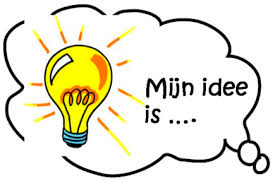 Mijn idee
is ....